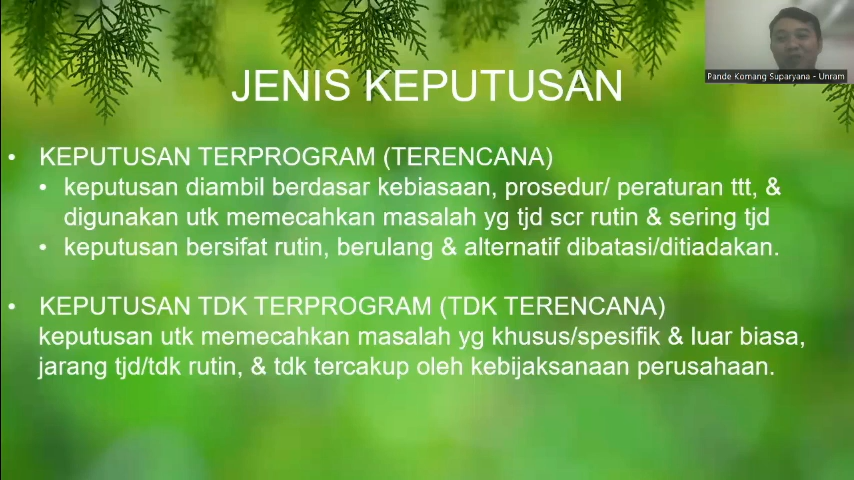 Pande Komang Suparyana - Unram
JENIS KEPUTUSAN
• KEPUTUSAN TERPROGRAM (TERENCANA)
• keputusan diambil berdasar kebiasaan, prosedur/ peraturan ttt, &
digunakan utk memecahkan masalah yg tjd scr rutin & sering tjd
• keputusan bersifat rutin, berulang & alternatif dibatasi/ditiadakan.
• KEPUTUSAN TDK TERPROGRAM (TDK TERENCANA)
keputusan utk memecahkan masalah yg khusus/spesifik & luar biasa,
jarang tjd/tdk rutin, & tdk tercakup oleh kebijaksanaan perusahaan.